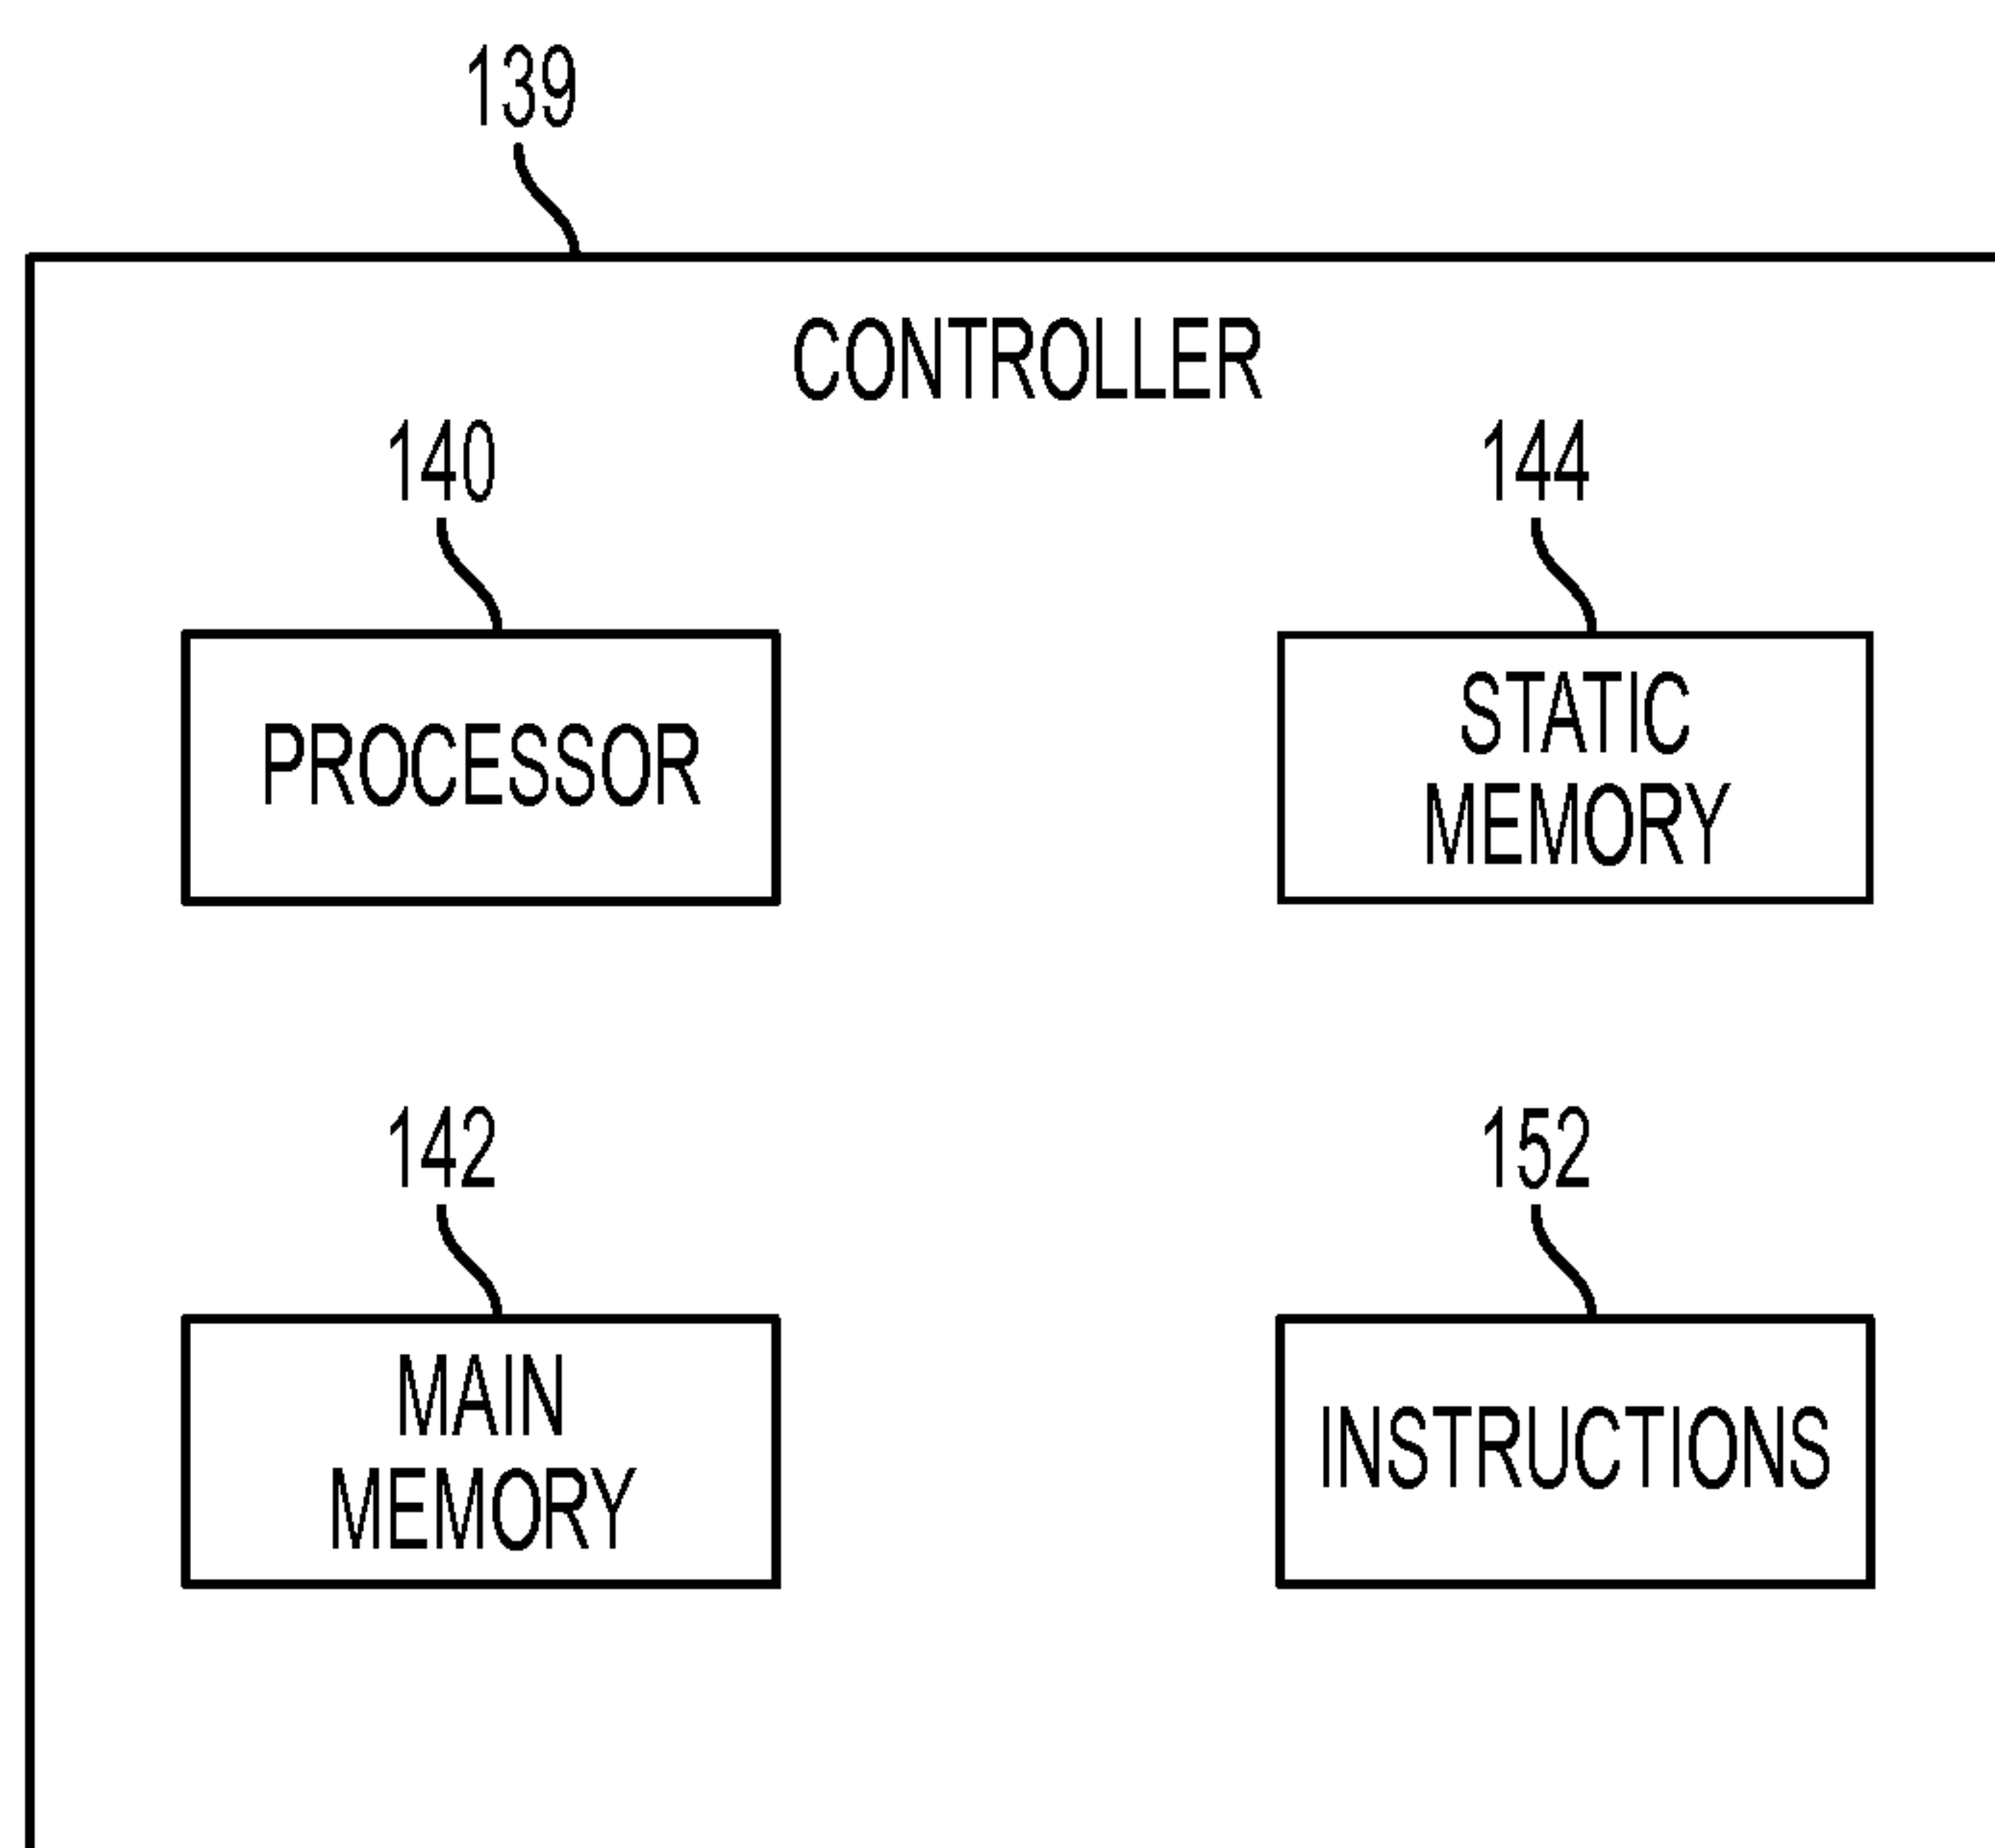 139
CONTROLLER
140
144
PROCESSOR
STATIC
MEMORY
142
152
MAIN
MEMORY
INSTRUCTIONS